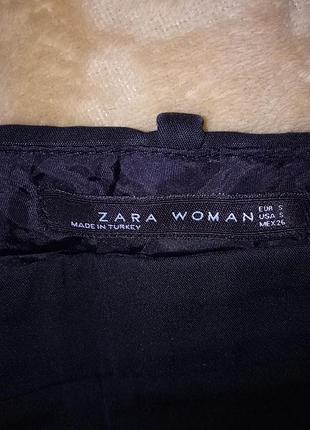 ZARA WOMAN
MADE IN TURKEY
EUR S
USA S
MEX 26